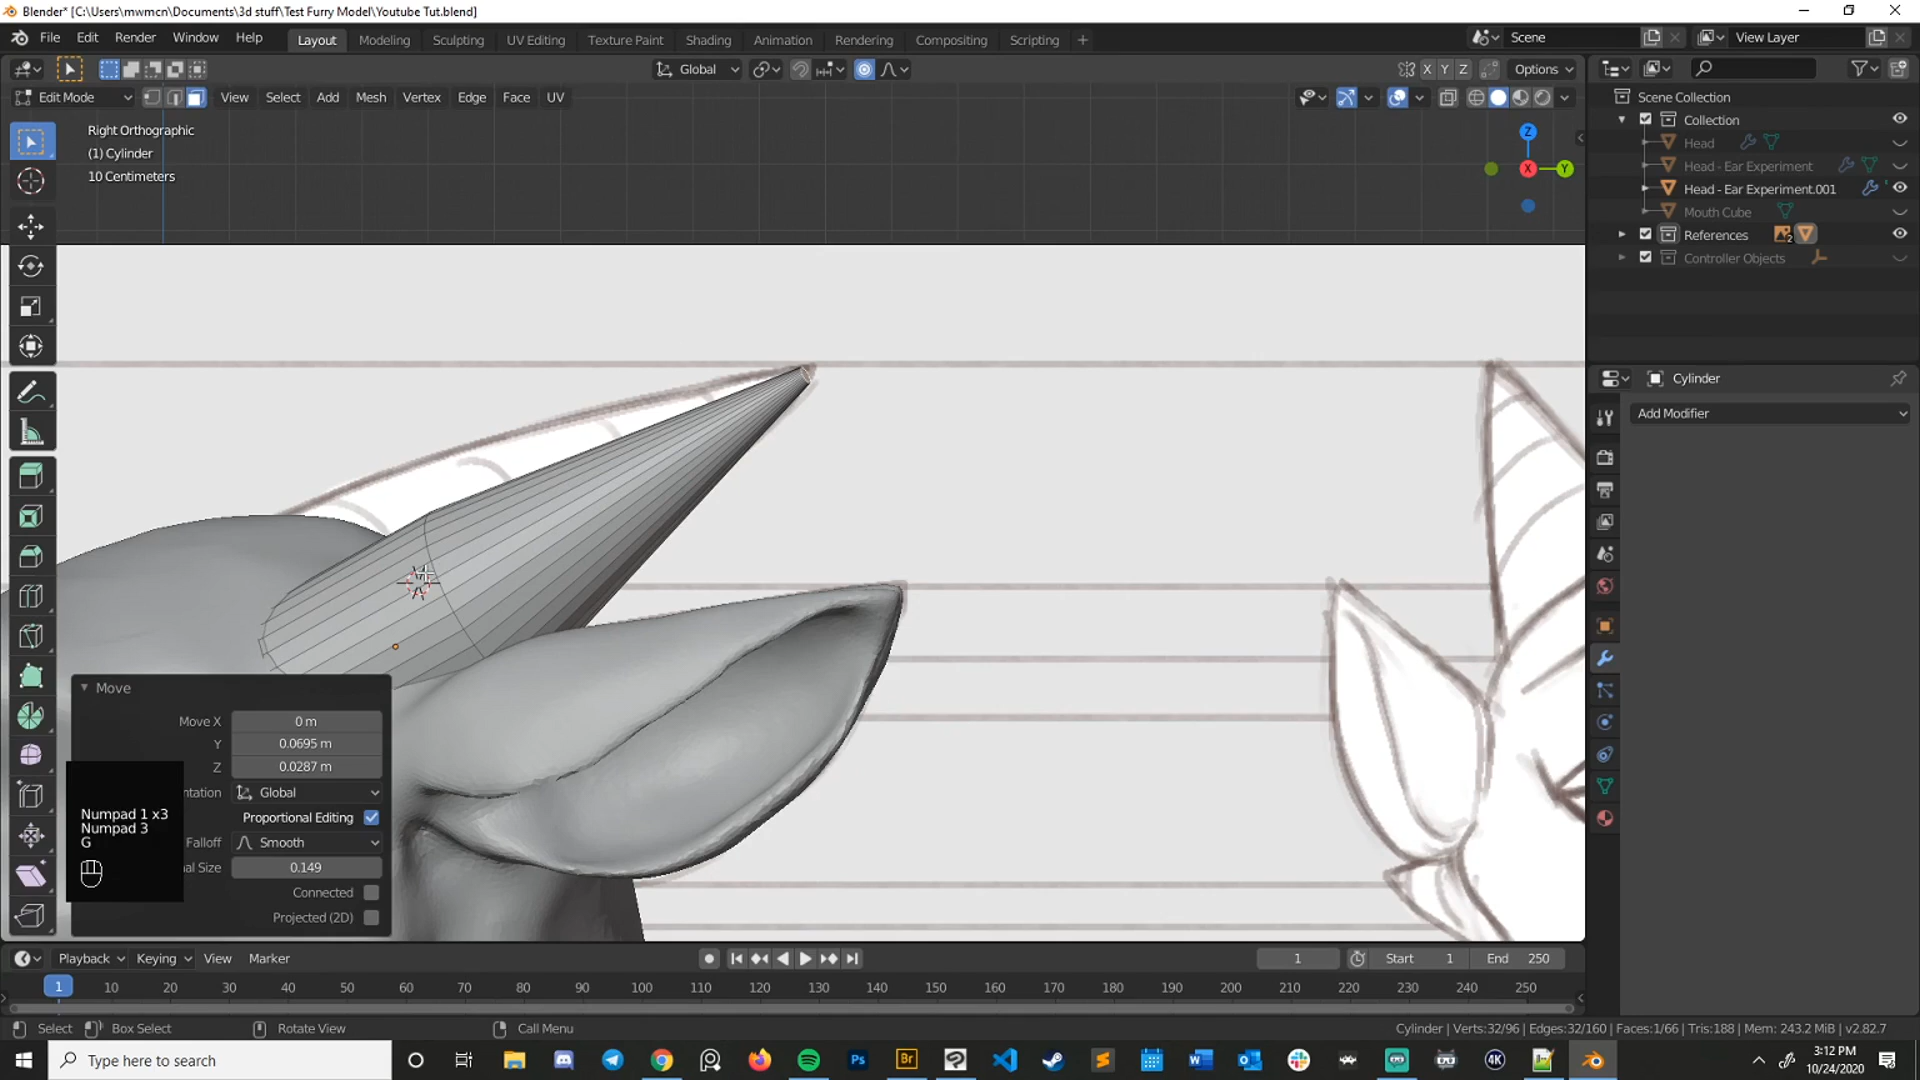 Blender* [C:\Users\mwmcn\Documents\3d stuff\Test Furry Model\Youtube Tut.blend]
File Edit Render Window Help Layout Modeling Sculpting UV Editing Texture Paint Shading Animation Rendering Compositing Scripting + Scene View Layer
Global X Y Z Options
Edit Mode View Select Add Mesh Vertex Edge Face UV
Right Orthographic
(1) Cylinder
10 Centimeters
Z
X
Y
Scene Collection
Collection
Head
Head - Ear Experiment
Head - Ear Experiment.001
Mouth Cube
References 2
Controller Objects
Cylinder
Add Modifier
Move
Move X 0 m
Y 0.0695 m
Z 0.0287 m
ntation Global
Proportional Editing
Falloff Smooth
nal Size 0.149
Connected
Projected (2D)
Numpad 1 x3
Numpad 3
G
Playback Keying View Marker 1 Start 1 End 250
1 10 20 30 40 50 60 70 80 90 100 110 120 130 140 150 160 170 180 190 200 210 220 230 240 250
Select Box Select Rotate View Call Menu Cylinder | Verts:32/96 | Edges:32/160 | Faces:1/66 | Tris:188 | Mem: 243.2 MiB | v2.82.7
Type here to search Ps Br 4K 3:12 PM
10/24/2020